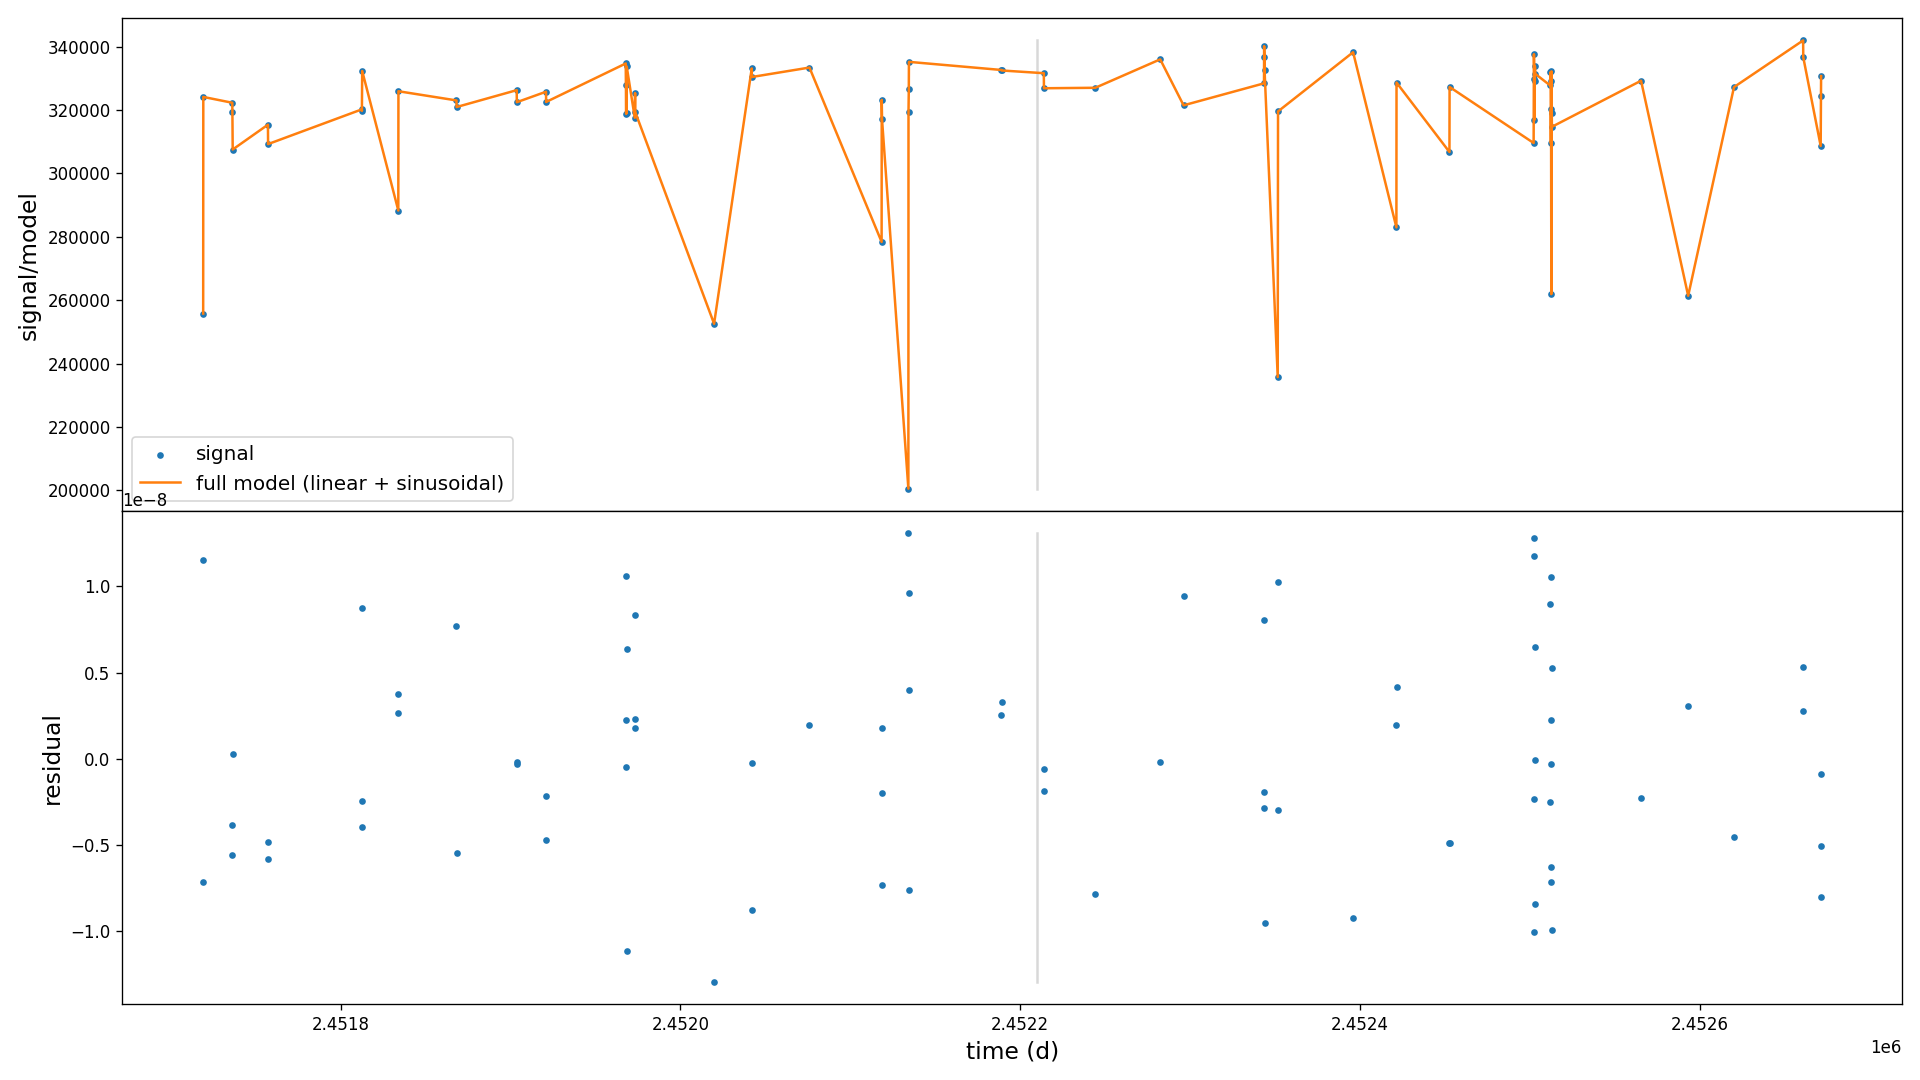 340000
320000
300000
280000
260000
240000
220000
200000
signal/model
signal
full model (linear + sinusoidal)
1e−8
1.0
0.5
0.0
−0.5
−1.0
residual
2.4518
2.4520
2.4522
2.4524
2.4526
time (d)
1e6